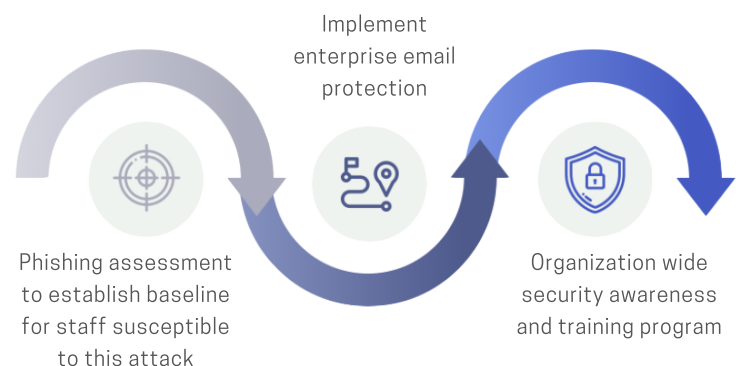 Implement
enterprise email
protection
Phishing assessment
to establish baseline
for staff susceptible
to this attack
Organization wide
security awareness
and training program